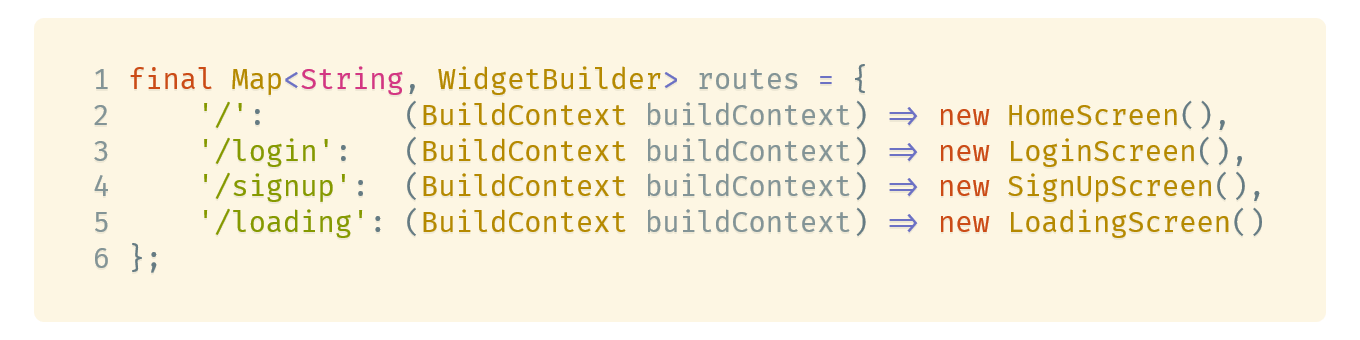 1 final Map<String, WidgetBuilder> routes = {
2     '/':        (BuildContext buildContext) => new HomeScreen(),
3     '/login':   (BuildContext buildContext) => new LoginScreen(),
4     '/signup':  (BuildContext buildContext) => new SignUpScreen(),
5     '/loading': (BuildContext buildContext) => new LoadingScreen()
6 };